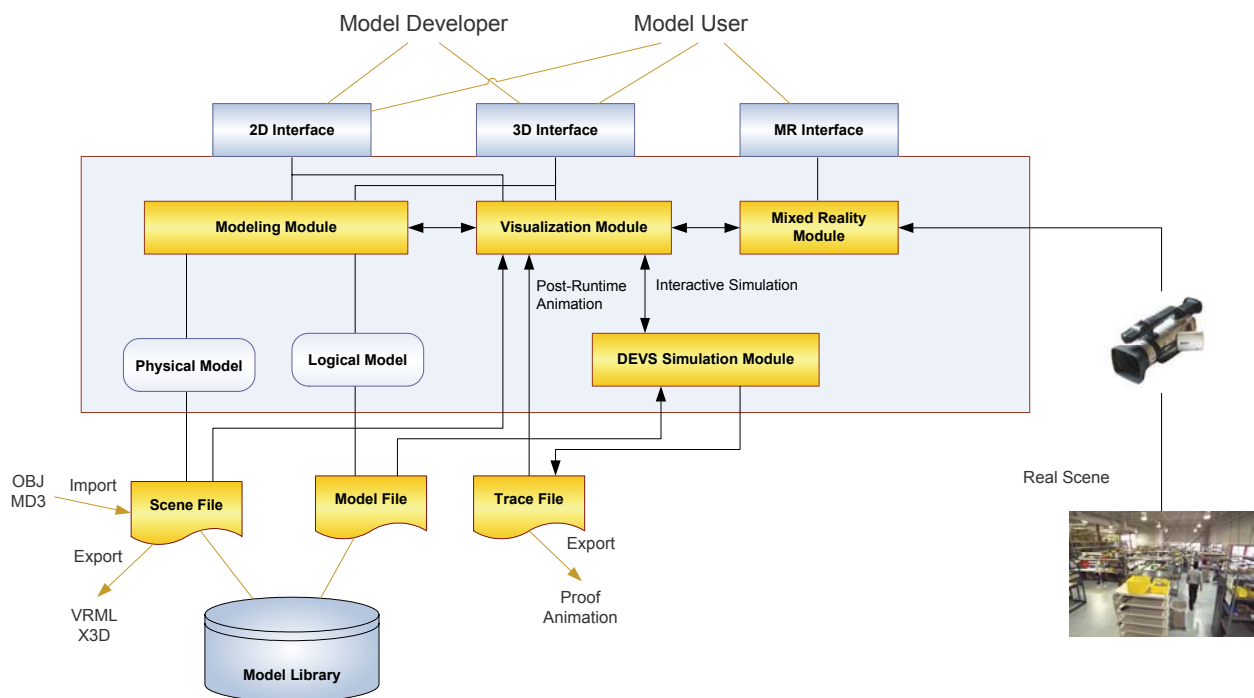 Model Developer
Model User
2D Interface
3D Interface
MR Interface
Modeling Module
Visualization Module
Mixed Reality
Module
Post-Runtime
Animation
Interactive Simulation
Physical Model
Logical Model
DEVS Simulation Module
OBJ
MD3
Import
Scene File
Model File
Trace File
Real Scene
Export
Export
VRML
X3D
Proof
Animation
Model Library